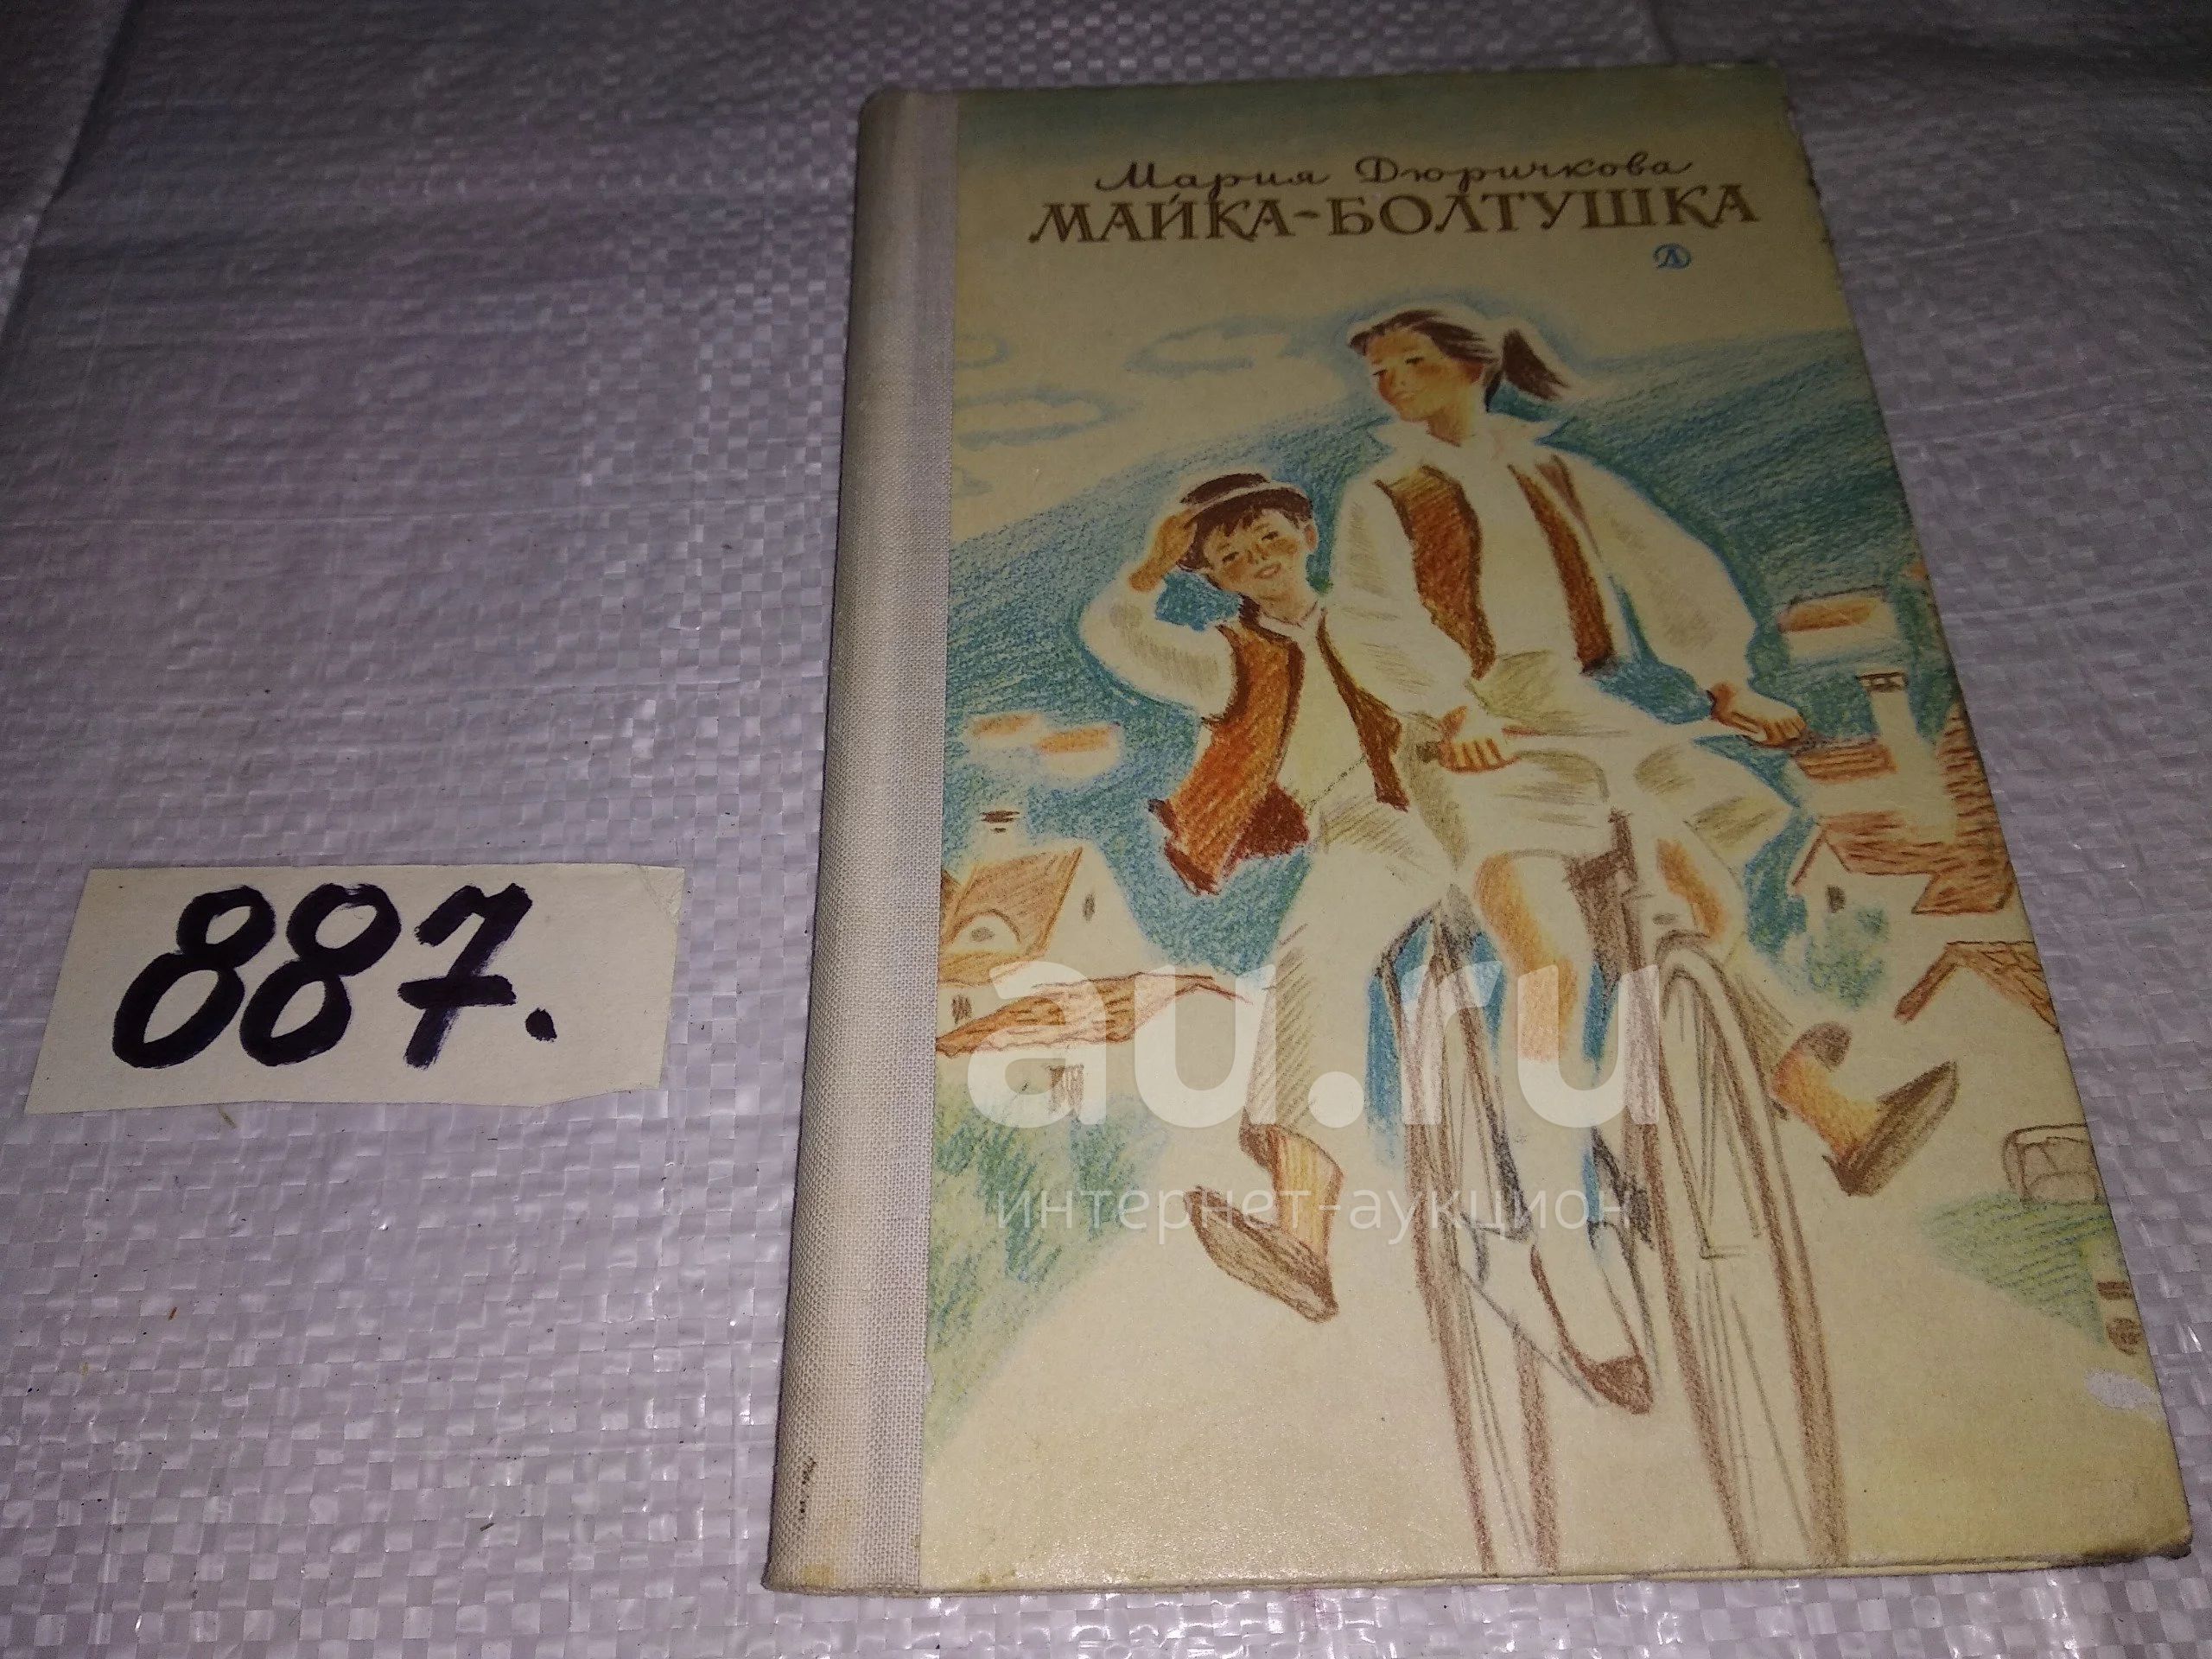 Мария Дюричкова
МАЙКА-БОЛТУШКА
887.
au.ru
интернет-аукцион